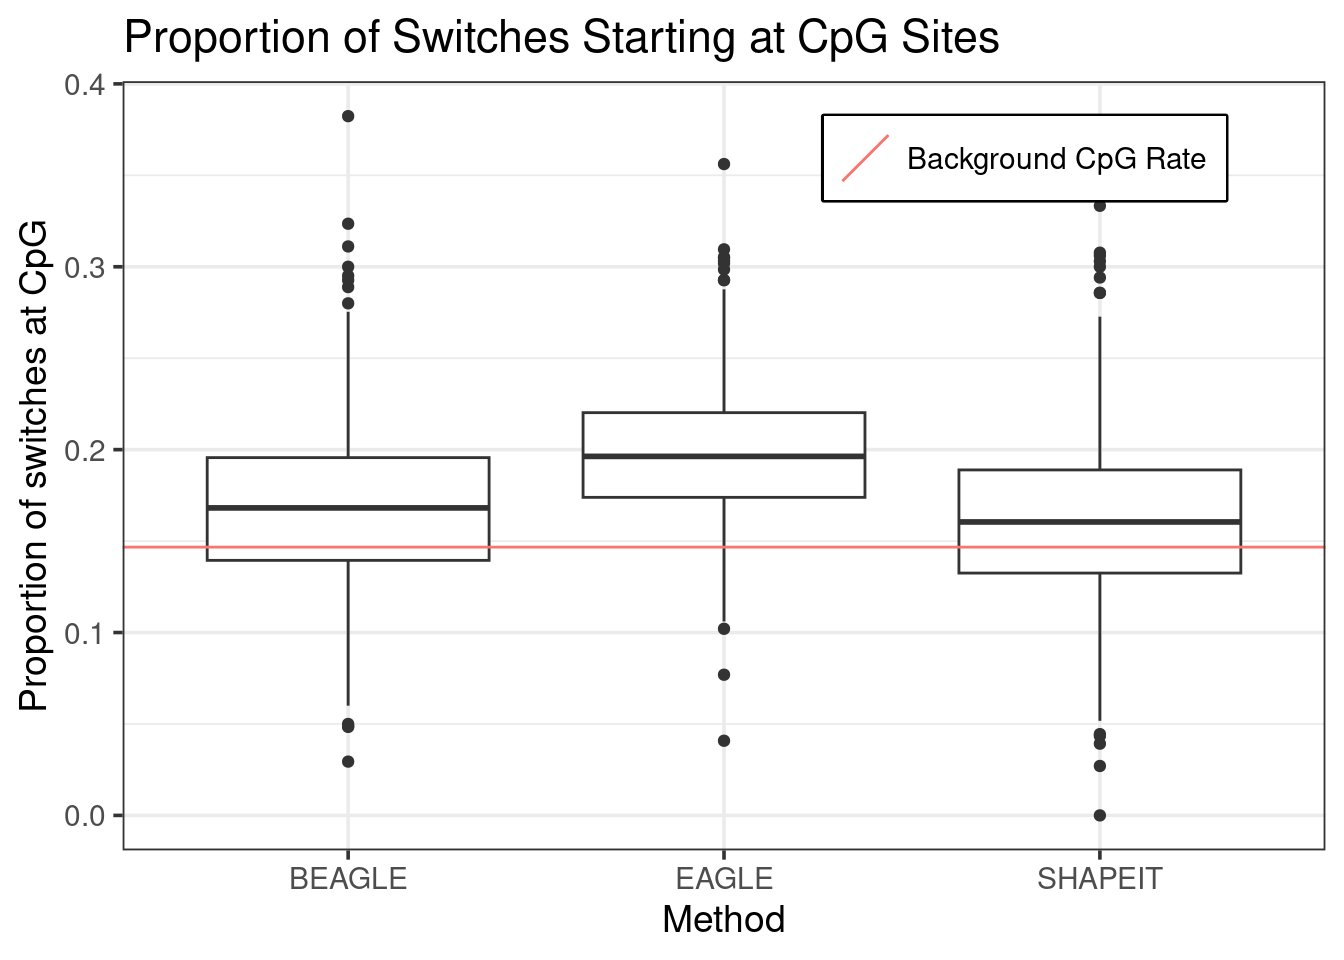 Proportion of Switches Starting at CpG Sites
Proportion of switches at CpG
0.4
0.3
0.2
0.1
0.0
Background CpG Rate
BEAGLE
EAGLE
SHAPEIT
Method